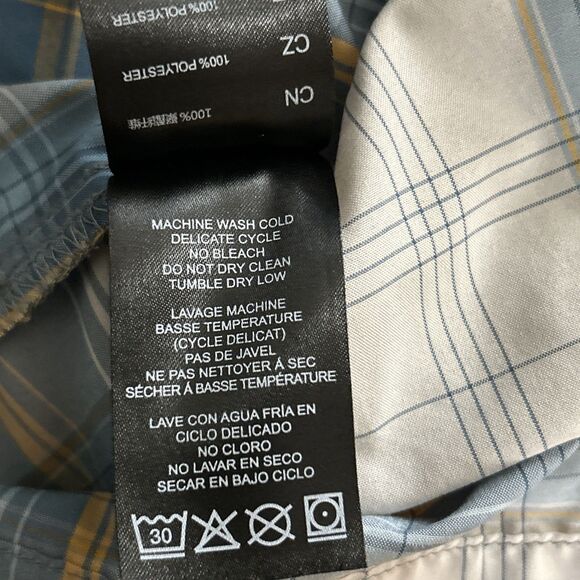 100% POLYESTER
CZ
100% POLYESTER
CN
100% 聚酯纤维
MACHINE WASH COLD
DELICATE CYCLE
NO BLEACH
DO NOT DRY CLEAN
TUMBLE DRY LOW
LAVAGE MACHINE
BASSE TEMPERATURE
(CYCLE DELICAT)
PAS DE JAVEL
NE PAS NETTOYER Á SEC
SÉCHER Á BASSE TEMPÉRATURE
LAVE CON AGUA FRÍA EN
CICLO DELICADO
NO CLORO
NO LAVAR EN SECO
SECAR EN BAJO CICLO
30